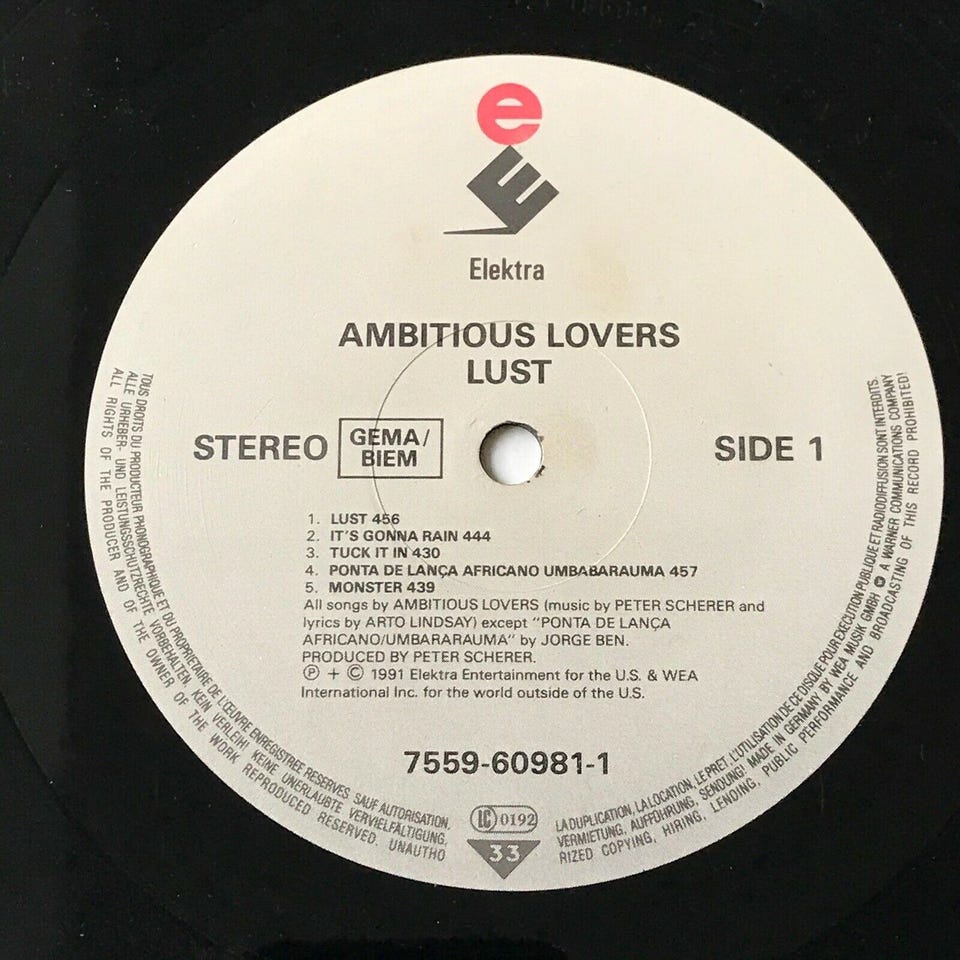 e
E
Elektra
AMBITIOUS LOVERS
LUST
STEREO
GEMA/
BIEM
SIDE 1
1. LUST 456
2. IT'S GONNA RAIN 444
3. TUCK IT IN 430
4. PONTA DE LANÇA AFRICANO UMBABARAUMA 457
5. MONSTER 439
All songs by AMBITIOUS LOVERS (music by PETER SCHERER and
lyrics by ARTO LINDSAY) except "PONTA DE LANÇA
AFRICANO/UMBARARAUMA" by JORGE BEN.
PRODUCED BY PETER SCHERER.
Ⓟ + © 1991 Elektra Entertainment for the U.S. & WEA
International Inc. for the world outside of the U.S.
7559-60981-1
LC 0192
33
TOUS DROITS DU PRODUCTEUR PHONOGRAPHIQUE ET DU PROPRIETAIRE DE L'ŒUVRE ENREGISTREE RESERVES SAUF AUTORISATION,
LA DUPLICATION, LA LOCATION, LE PRET, L'UTILISATION DE CE DISQUE POUR EXECUTION PUBLIQUE ET RADIODIFFUSION SONT INTERDITS.
ALLE URHEBER- UND LEISTUNGSSCHUTZRECHTE VORBEHALTEN, KEIN VERLEIH! KEINE UNERLAUBTE VERVIELFÄLTIGUNG,
VERMIETUNG, AUFFÜHRUNG, SENDUNG! MADE IN GERMANY BY WEA MUSIK GMBH A WARNER COMMUNICATIONS COMPANY
ALL RIGHTS OF THE PRODUCER AND OF THE OWNER OF THE WORK REPRODUCED RESERVED. UNAUTHO
RIZED COPYING, HIRING, LENDING, PUBLIC PERFORMANCE AND BROADCASTING OF THIS RECORD PROHIBITED!